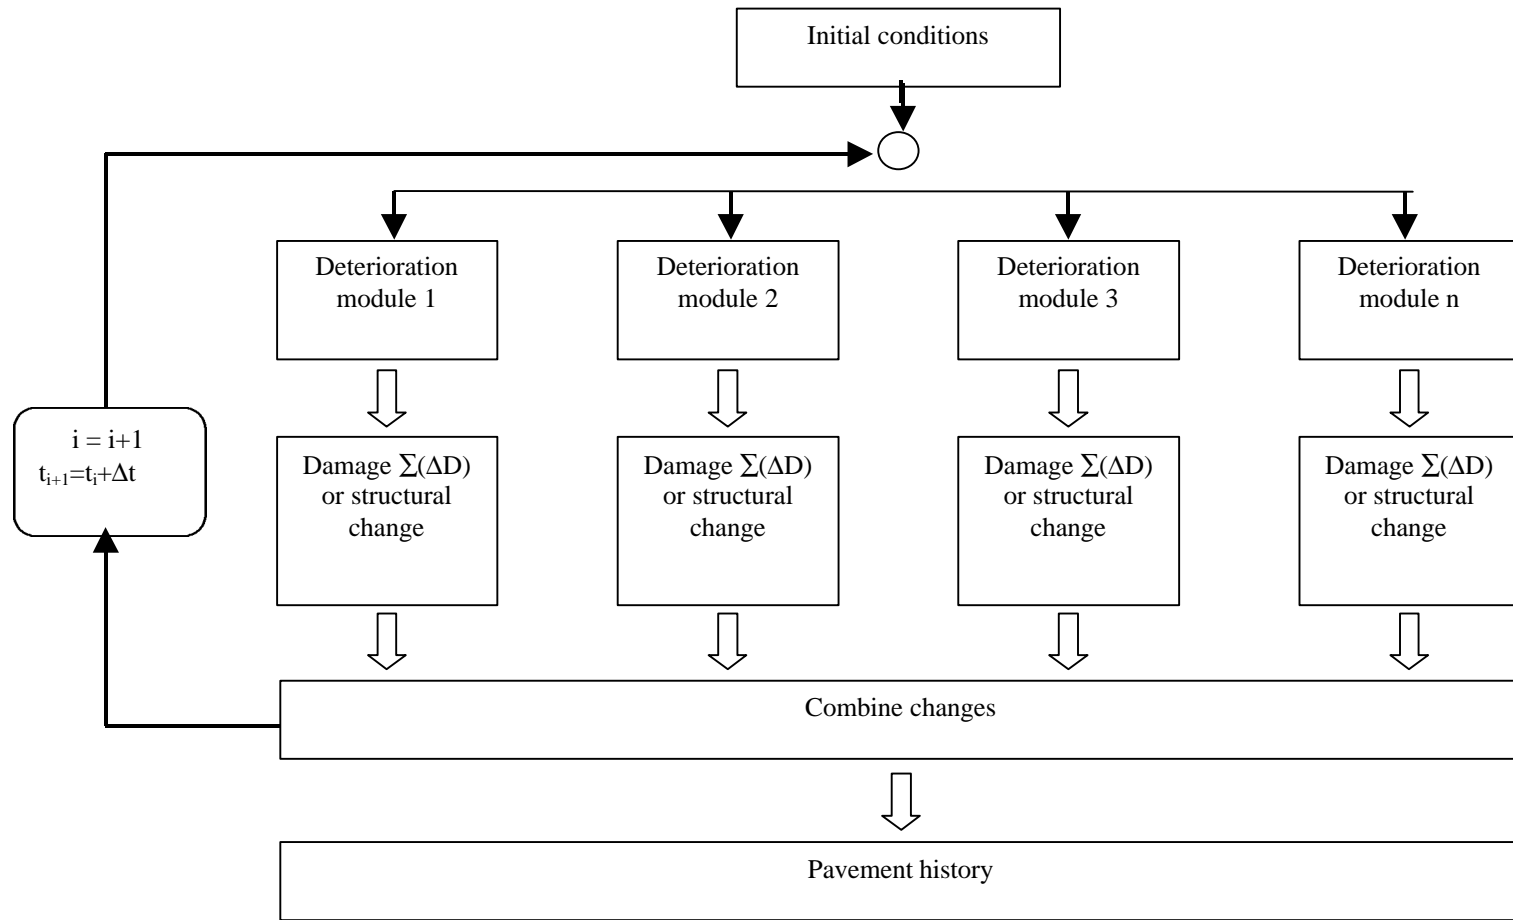 Initial conditions
Deterioration
module 1
Deterioration
module 2
Deterioration
module 3
Deterioration
module n
i = i+1
tᵢ₊₁=tᵢ+Δt
Damage ∑(ΔD)
or structural
change
Damage ∑(ΔD)
or structural
change
Damage ∑(ΔD)
or structural
change
Damage ∑(ΔD)
or structural
change
Combine changes
Pavement history